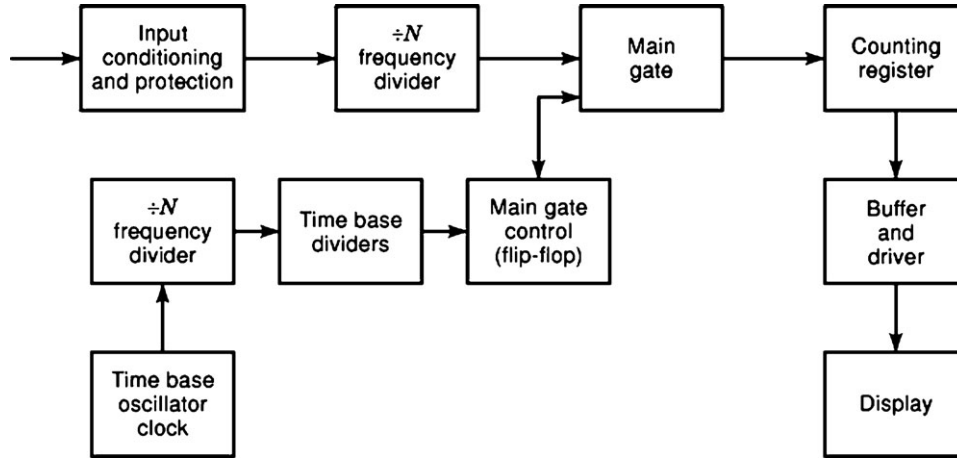 Input
conditioning
and protection
÷N
frequency
divider
Main
gate
Counting
register
÷N
frequency
divider
Time base
dividers
Main gate
control
(flip-flop)
Buffer
and
driver
Time base
oscillator
clock
Display